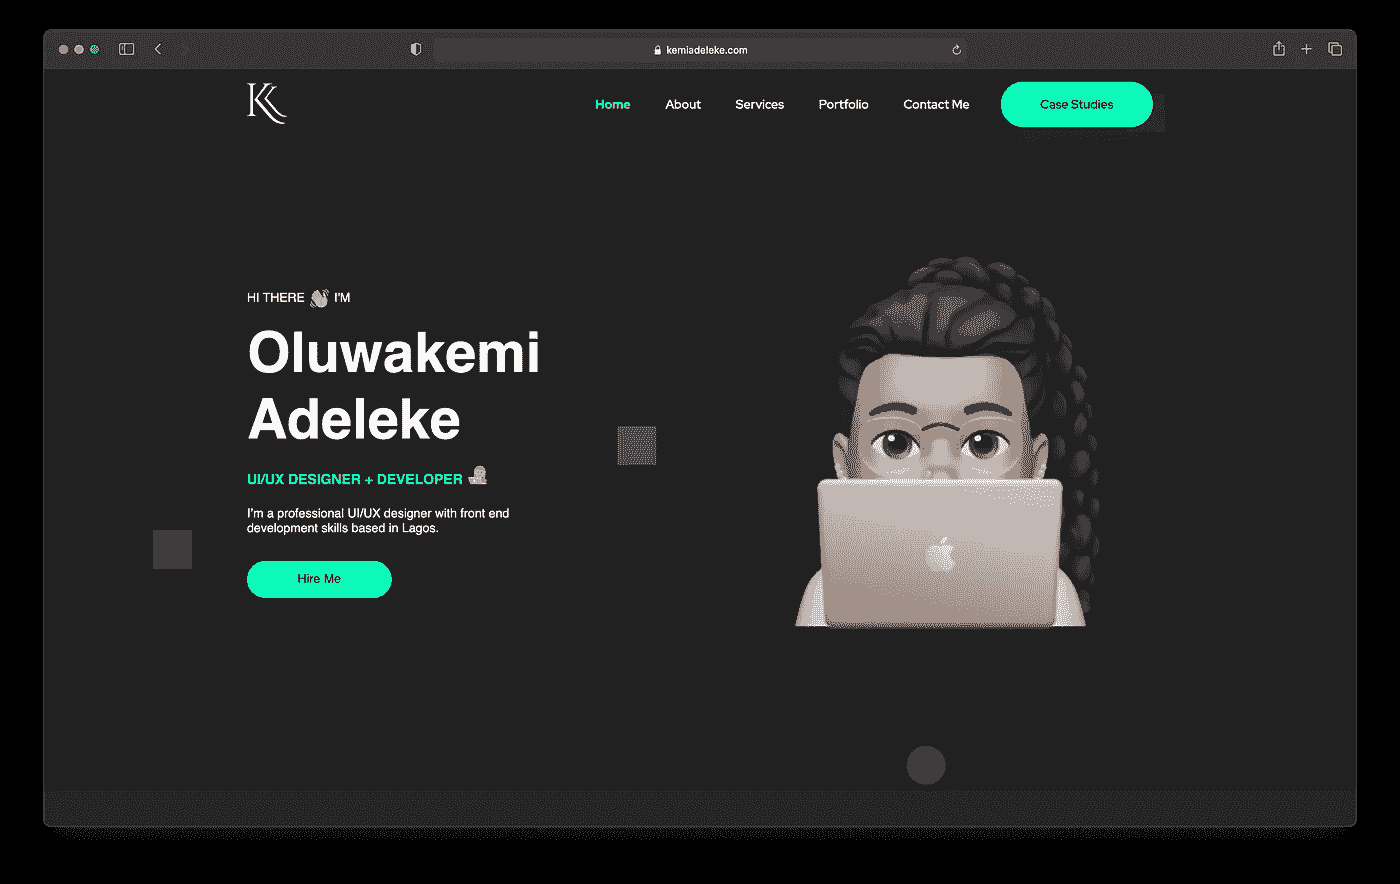 kemiadeleke.com
K
Home About Services Portfolio Contact Me Case Studies
HI THERE 👋 I'M
Oluwakemi
Adeleke
UI/UX DESIGNER + DEVELOPER
I'm a professional UI/UX designer with front end
development skills based in Lagos.
Hire Me